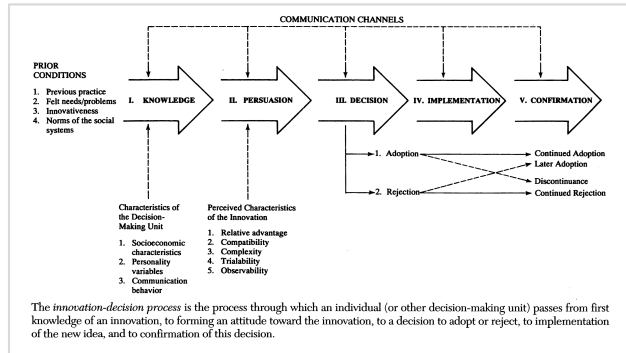 COMMUNICATION CHANNELS
PRIOR
CONDITIONS
1. Previous practice
2. Felt needs/problems
3. Innovativeness
4. Norms of the social
systems
I. KNOWLEDGE
II. PERSUASION
III. DECISION
IV. IMPLEMENTATION
V. CONFIRMATION
1. Adoption
2. Rejection
Continued Adoption
Later Adoption
Discontinuance
Continued Rejection
Characteristics of
the Decision-
Making Unit
1. Socioeconomic
characteristics
2. Personality
variables
3. Communication
behavior
Perceived Characteristics
of the Innovation
1. Relative advantage
2. Compatibility
3. Complexity
4. Trialability
5. Observability
The innovation-decision process is the process through which an individual (or other decision-making unit) passes from first
knowledge of an innovation, to forming an attitude toward the innovation, to a decision to adopt or reject, to implementation
of the new idea, and to confirmation of this decision.